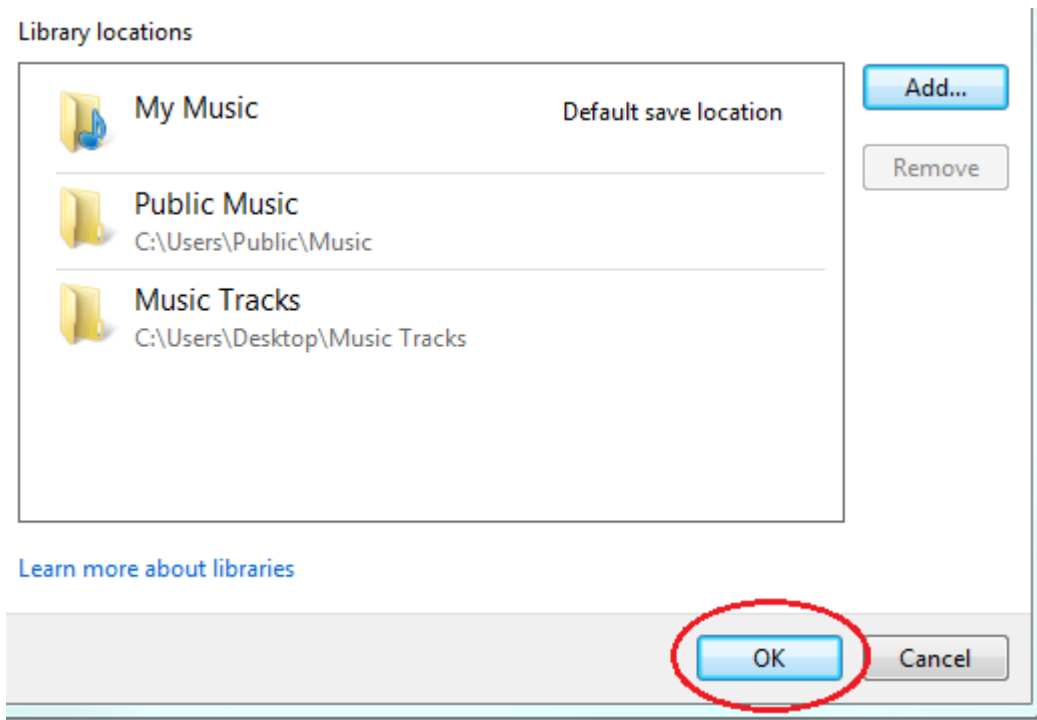 Library locations
My Music
Default save location
Add...
Remove
Public Music
C:\Users\Public\Music
Music Tracks
C:\Users\Desktop\Music Tracks
Learn more about libraries
OK
Cancel